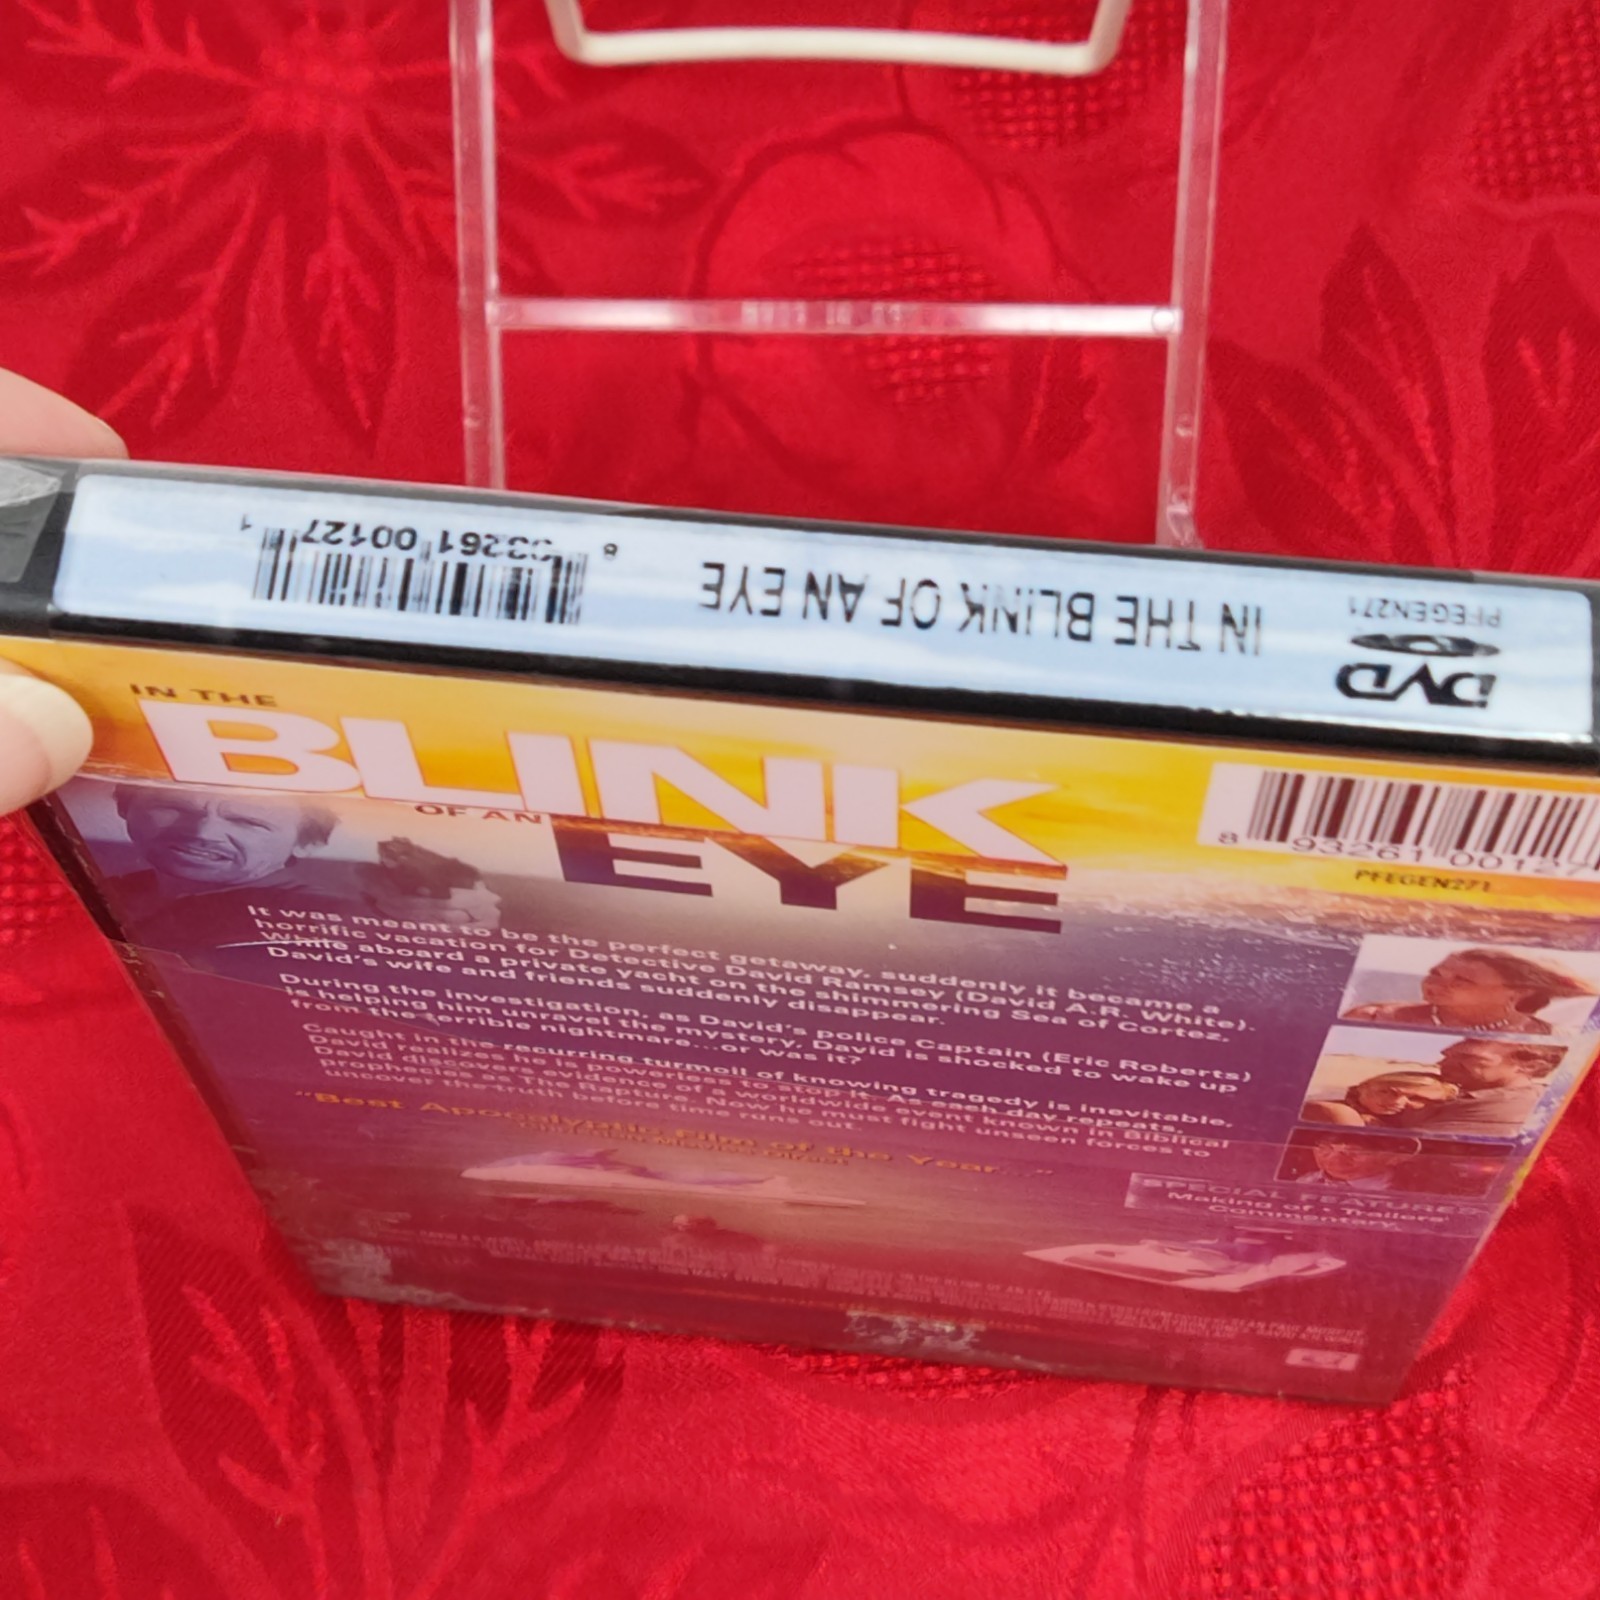 8 93261 00127 1
IN THE BLINK OF AN EYE
PFEGEN271
DVD
IN THE
BLINK
OF AN
EYE
8 93261 00127
PFEGEN271
It was meant to be the perfect getaway, suddenly it became a
horrific vacation for Detective David Ramsey (David A.R. White).
While aboard a private yacht on the shimmering Sea of Cortez,
David's wife and friends suddenly disappear.
During the investigation, as David's police Captain (Eric Roberts)
is helping him unravel the mystery, David is shocked to wake up
from the terrible nightmare...or was it?
Caught in the recurring turmoil of knowing tragedy is inevitable,
David realizes he is powerless to stop it. As each day repeats,
David discovers evidence of a worldwide event known in Biblical
prophecies as The Rapture. Now he must fight unseen forces to
uncover the truth before time runs out.
"Best Apocalyptic Film of the Year..."
SPECIAL FEATURES:
Making of • Trailers
Commentary